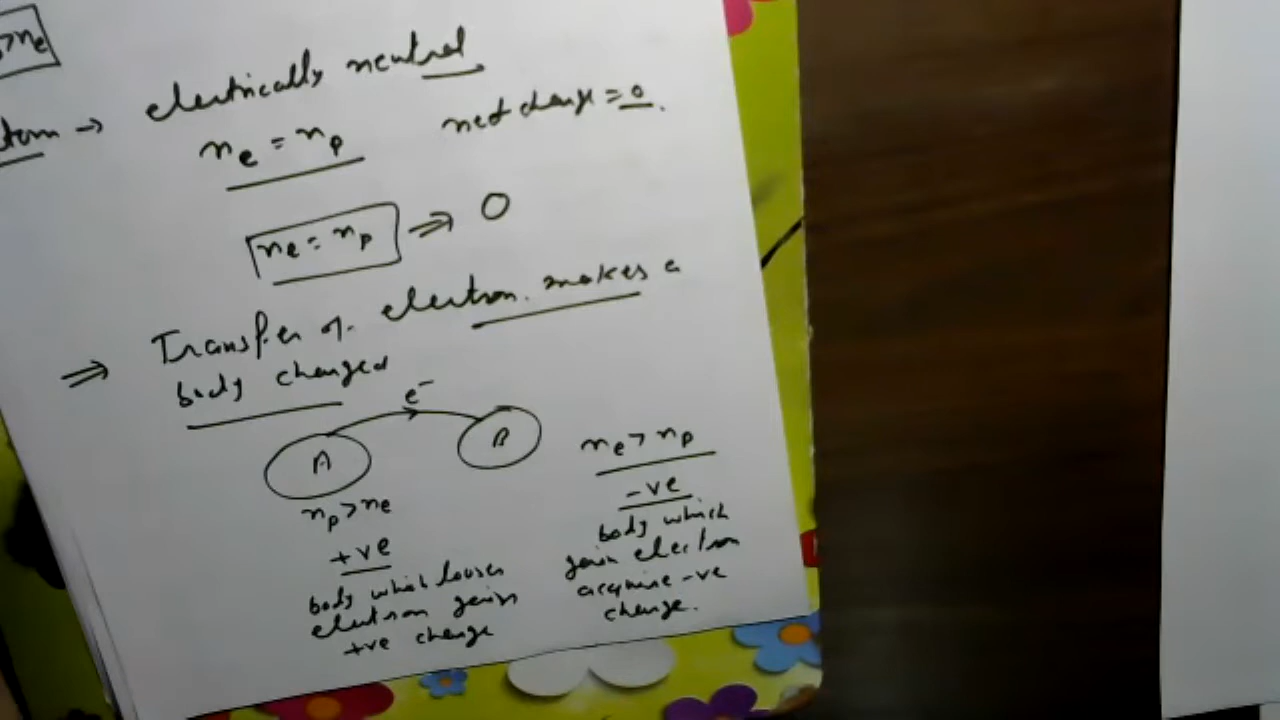 >ne
atom → electrically neutral
ne = np net charge = 0.
ne = np ⇒ 0
⇒ Transfer of electron makes a
body charged
e-
A B
np > ne
+ve
body which looses
electron gains
+ve charge
ne > np
-ve
body which
gain electron
acquire -ve
charge.